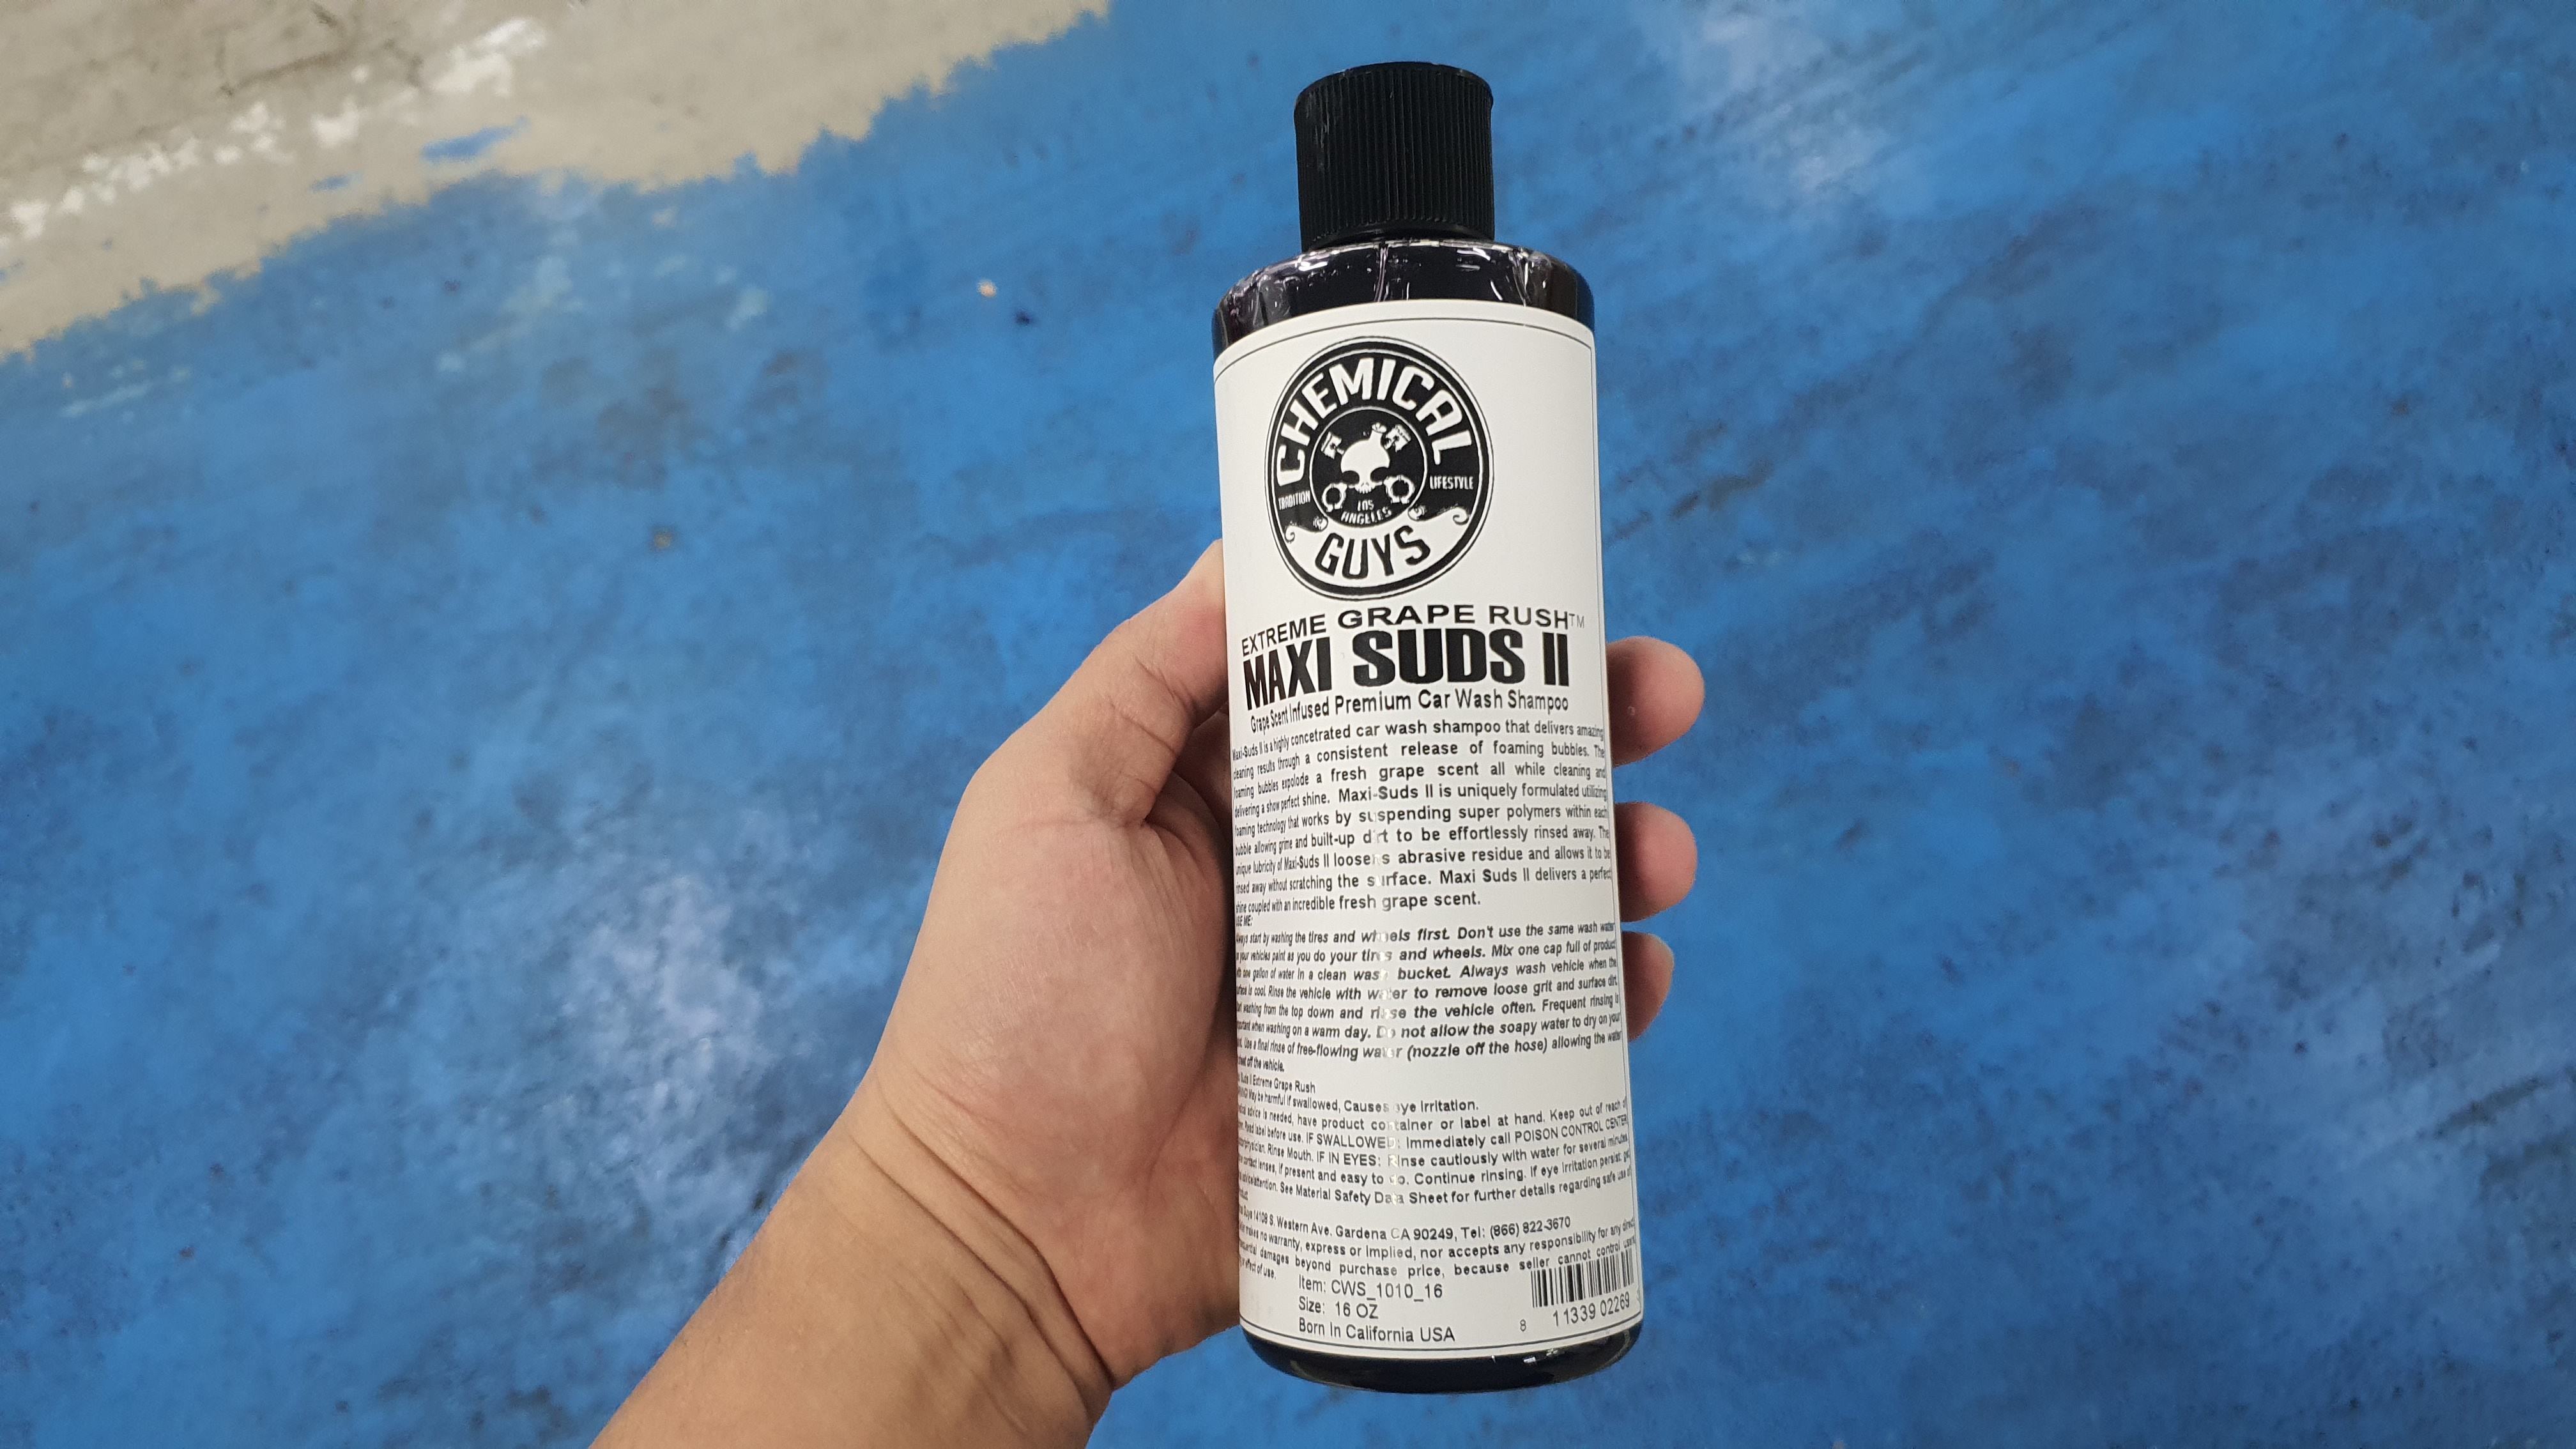 CHEMICAL
TRADITION
LIFESTYLE
LOS
ANGELES
GUYS
EXTREME GRAPE RUSH™
MAXI SUDS II
Grape Scent Infused Premium Car Wash Shampoo
Maxi-Suds II is a highly concetrated car wash shampoo that delivers amazing
cleaning results through a consistent release of foaming bubbles. The
foaming bubbles expolode a fresh grape scent all while cleaning and
delivering a show perfect shine. Maxi-Suds II is uniquely formulated utilizing
foaming technology that works by suspending super polymers within each
bubble allowing grime and built-up dirt to be effortlessly rinsed away. The
unique lubricity of Maxi-Suds II loosens abrasive residue and allows it to be
rinsed away without scratching the surface. Maxi Suds II delivers a perfect
shine coupled with an incredible fresh grape scent.
USE ME:
Always start by washing the tires and wheels first. Don't use the same wash water
your vehicles paint as you do your tires and wheels. Mix one cap full of product
one gallon of water in a clean wash bucket. Always wash vehicle when the
is cool. Rinse the vehicle with water to remove loose grit and surface dirt.
washing from the top down and rinse the vehicle often. Frequent rinsing is
when washing on a warm day. Do not allow the soapy water to dry on your
Use a final rinse of free-flowing water (nozzle off the hose) allowing the water
off the vehicle.
Suds II Extreme Grape Rush
May be harmful if swallowed, Causes eye irritation.
advice is needed, have product container or label at hand. Keep out of reach of
Read label before use. IF SWALLOWED: Immediately call POISON CONTROL CENTER
physician. Rinse Mouth. IF IN EYES: Rinse cautiously with water for several minutes.
contact lenses, if present and easy to do. Continue rinsing. If eye irritation persist get
attention. See Material Safety Data Sheet for further details regarding safe use of
Guys 14108 S. Western Ave. Gardena CA 90249, Tel: (866) 822-3670
makes no warranty, express or implied, nor accepts any responsibility for any direct
damages beyond purchase price, because seller cannot control
effect of use.
Item: CWS_1010_16
Size: 16 OZ
Born In California USA
8 11339 02269